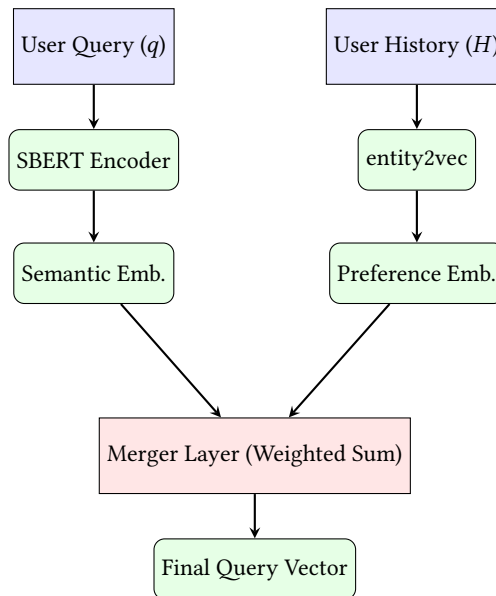 User Query (q)
User History (H)
SBERT Encoder
entity2vec
Semantic Emb.
Preference Emb.
Merger Layer (Weighted Sum)
Final Query Vector